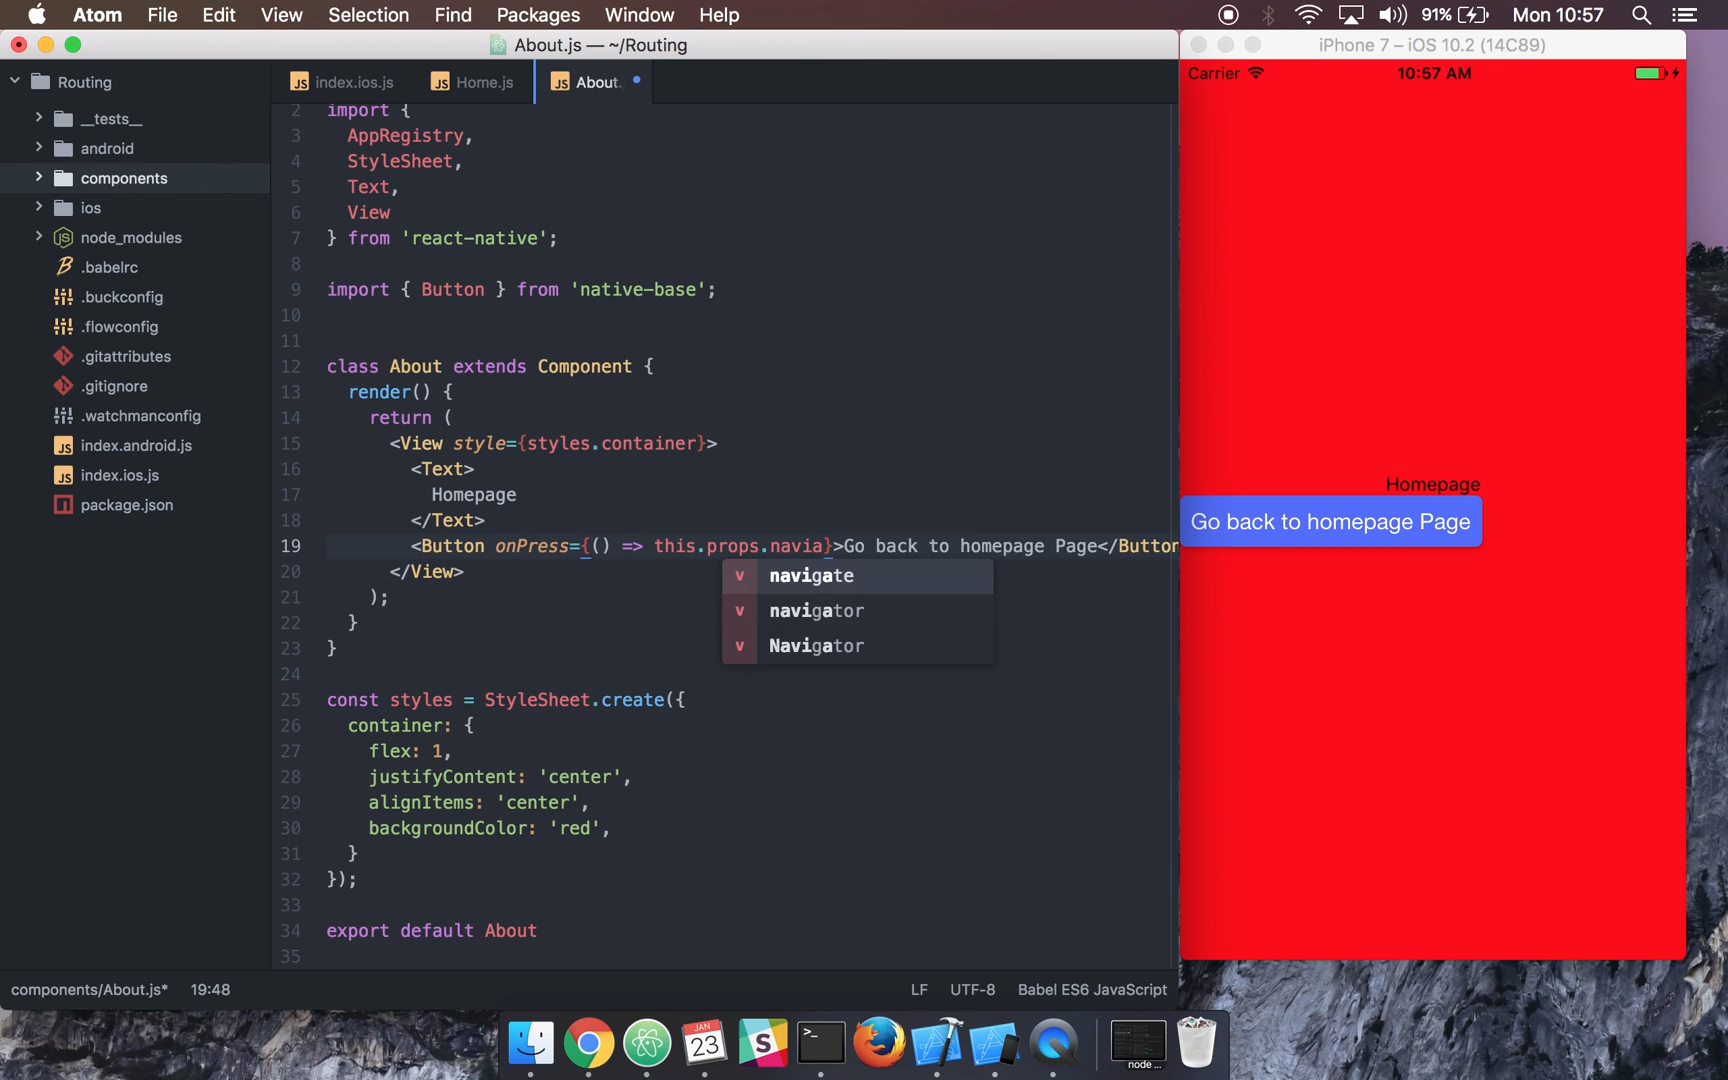 Atom File Edit View Selection Find Packages Window Help 91% Mon 10:57
About.js — ~/Routing
iPhone 7 – iOS 10.2 (14C89)
Routing
__tests__
android
components
ios
node_modules
.babelrc
.buckconfig
.flowconfig
.gitattributes
.gitignore
.watchmanconfig
index.android.js
index.ios.js
package.json
index.ios.js Home.js About.
2 import {
3 AppRegistry,
4 StyleSheet,
5 Text,
6 View
7 } from 'react-native';
8
9 import { Button } from 'native-base';
10
11
12 class About extends Component {
13 render() {
14 return (
15 <View style={styles.container}>
16 <Text>
17 Homepage
18 </Text>
19 <Button onPress={() => this.props.navia}>Go back to homepage Page</Button
20 </View>
21 );
22 }
23 }
24
25 const styles = StyleSheet.create({
26 container: {
27 flex: 1,
28 justifyContent: 'center',
29 alignItems: 'center',
30 backgroundColor: 'red',
31 }
32 });
33
34 export default About
35
v navigate
v navigator
v Navigator
components/About.js* 19:48 LF UTF-8 Babel ES6 JavaScript
Carrier 10:57 AM
Homepage
Go back to homepage Page
JAN
23
S
>_
node ...